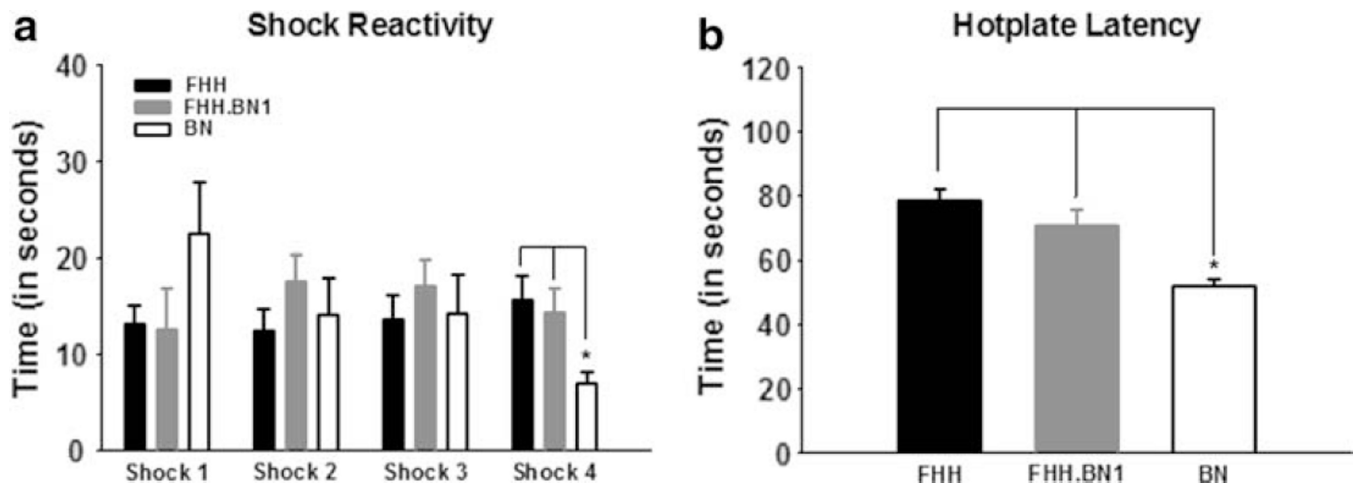 a
Shock Reactivity
Time (in seconds)
40
30
20
10
0
FHH
FHH.BN1
BN
*
Shock 1 Shock 2 Shock 3 Shock 4
b
Hotplate Latency
Time (in seconds)
120
100
80
60
40
20
0
*
FHH FHH.BN1 BN